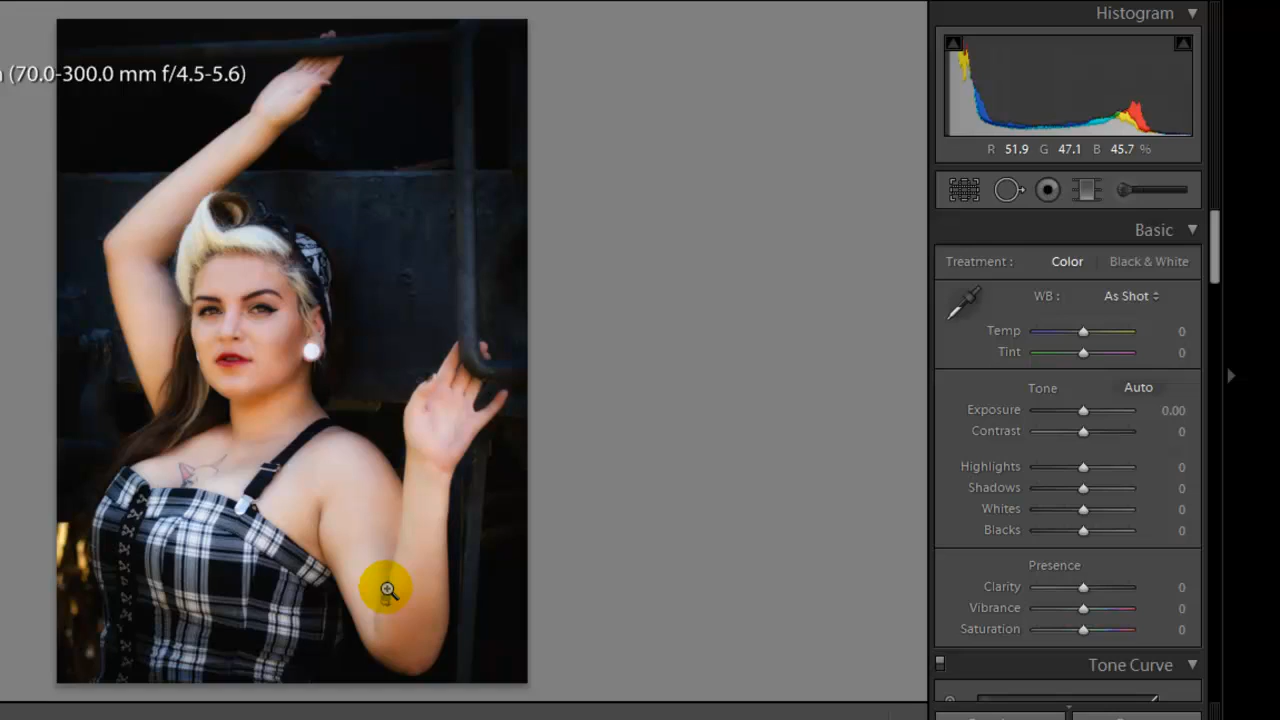 Histogram
(70.0-300.0 mm f/4.5-5.6)
R 51.9 G 47.1 B 45.7 %
Basic
Treatment : Color Black & White
WB : As Shot
Temp 0
Tint 0
Tone Auto
Exposure 0.00
Contrast 0
Highlights 0
Shadows 0
Whites 0
Blacks 0
Presence
Clarity 0
Vibrance 0
Saturation 0
Tone Curve